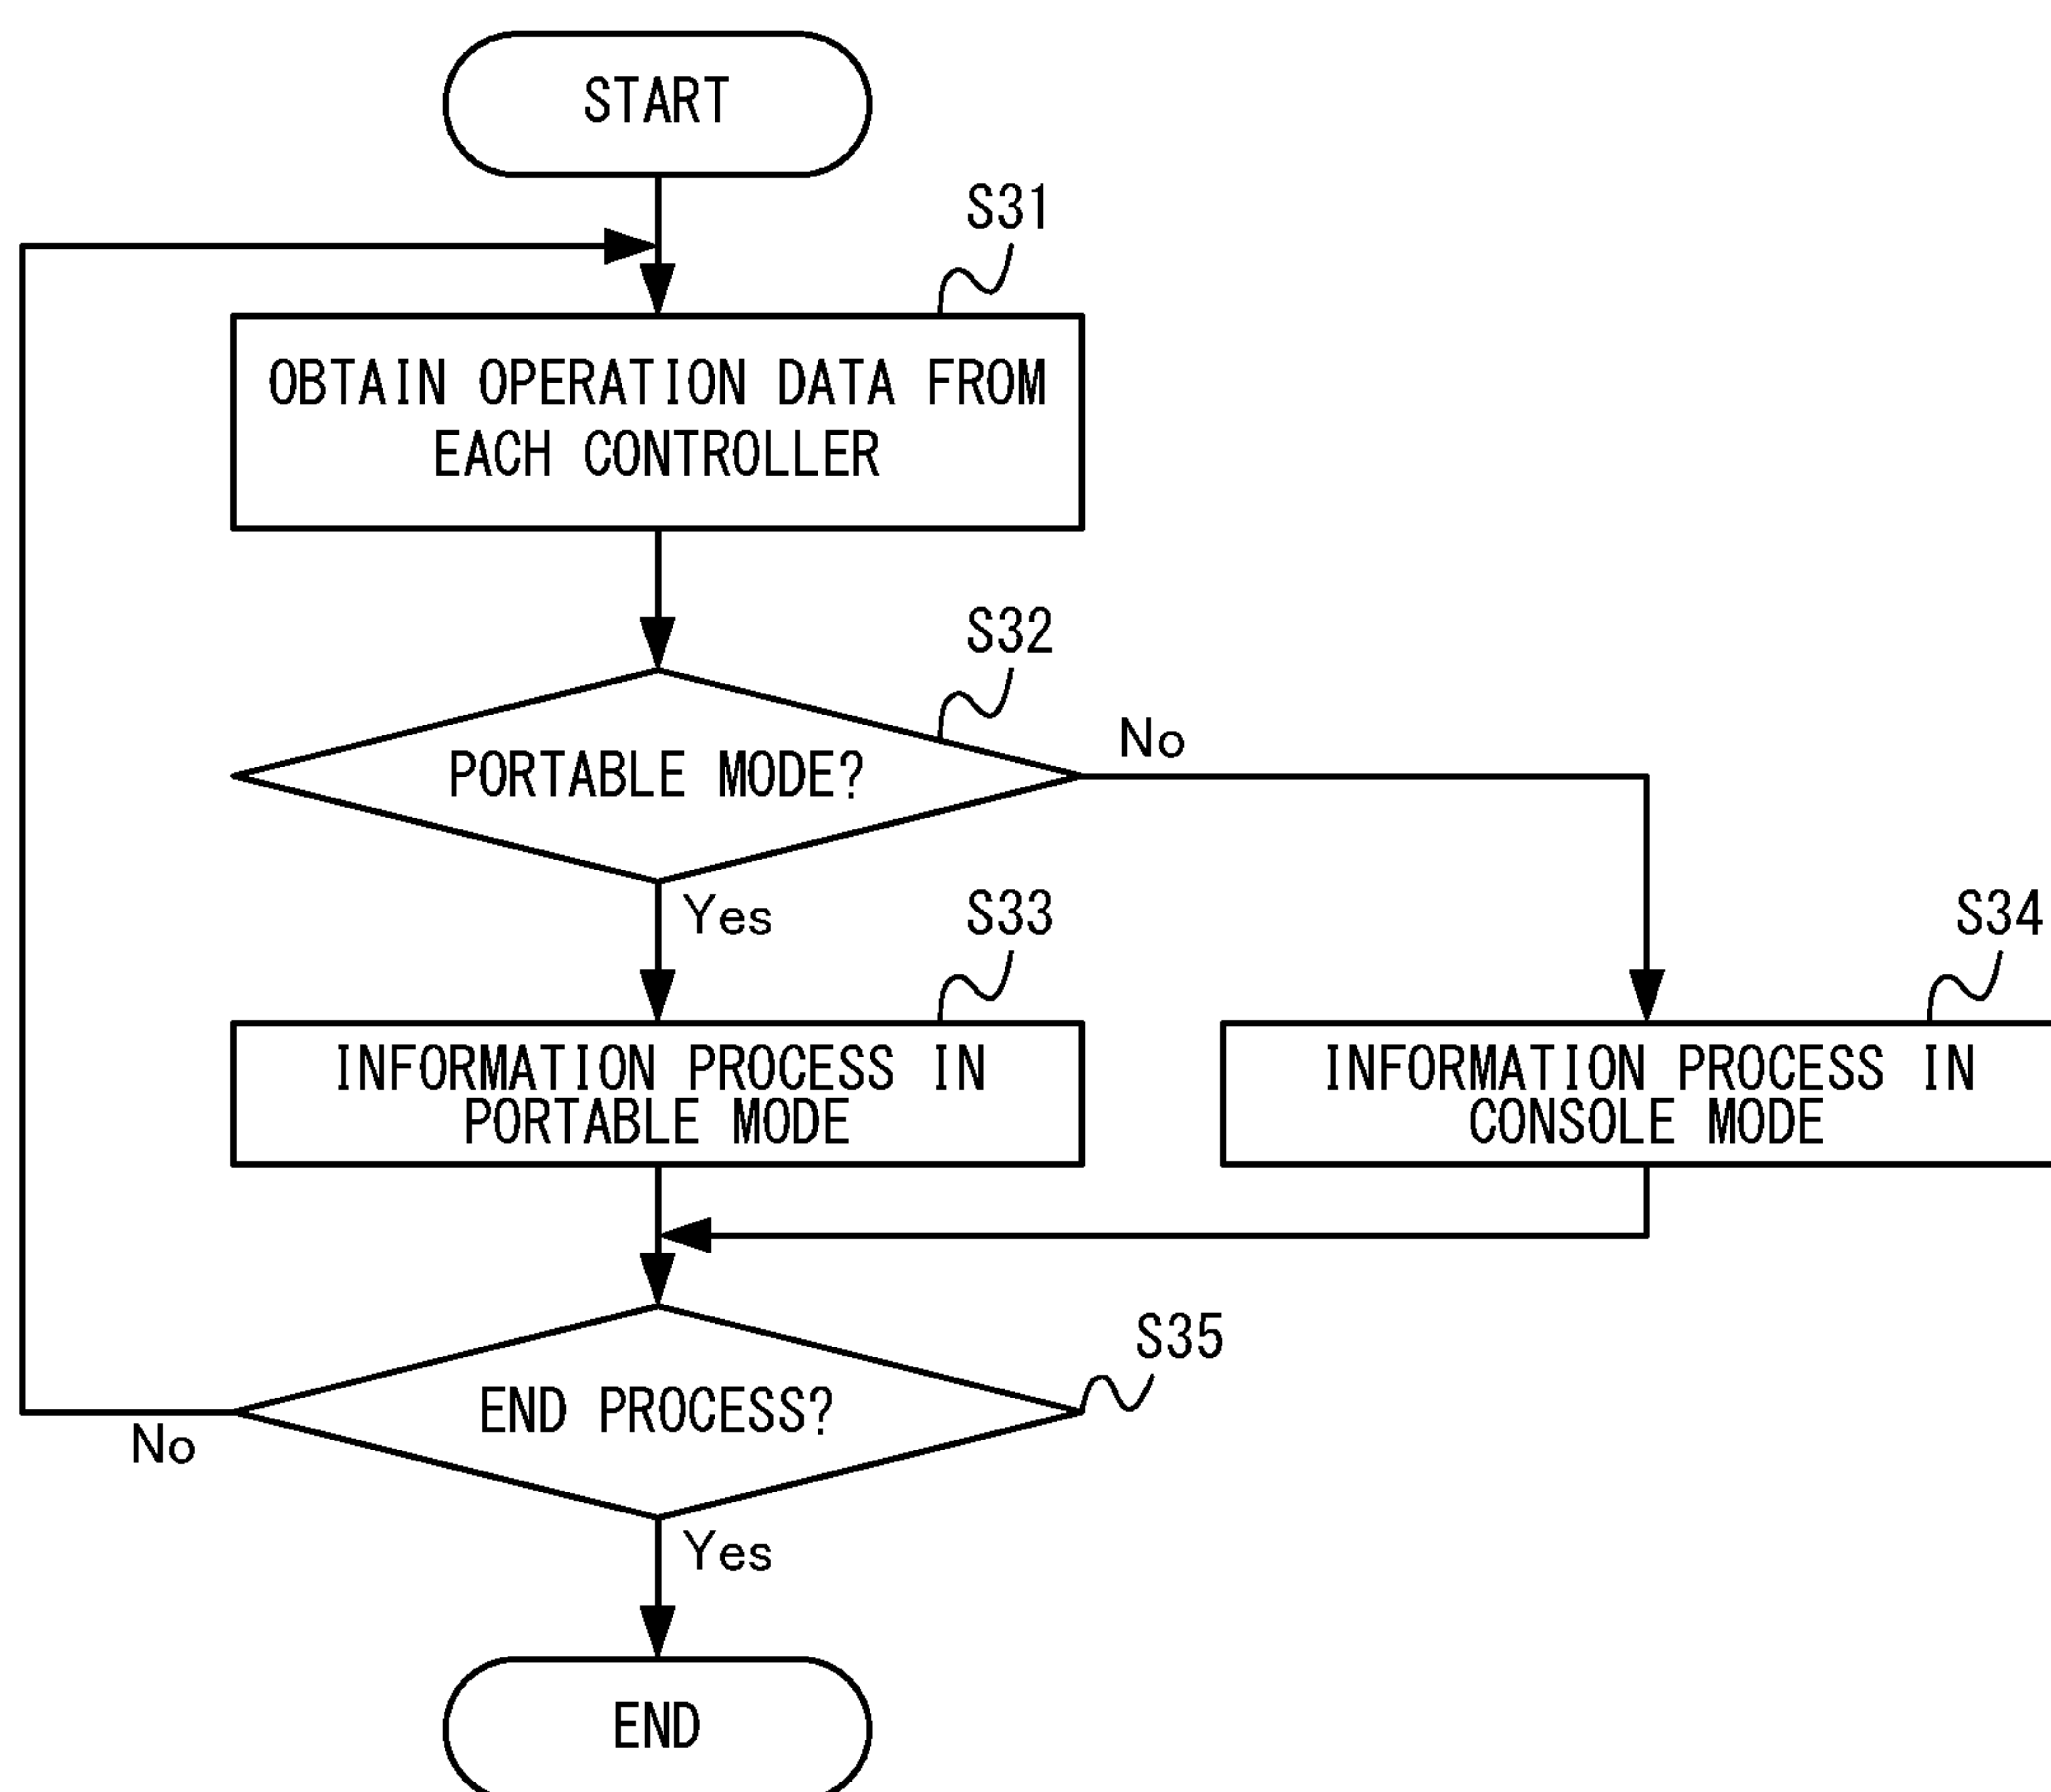 START
S31
OBTAIN OPERATION DATA FROM
EACH CONTROLLER
S32
PORTABLE MODE?
No
Yes
S33
S34
INFORMATION PROCESS IN
PORTABLE MODE
INFORMATION PROCESS IN
CONSOLE MODE
S35
END PROCESS?
No
Yes
END